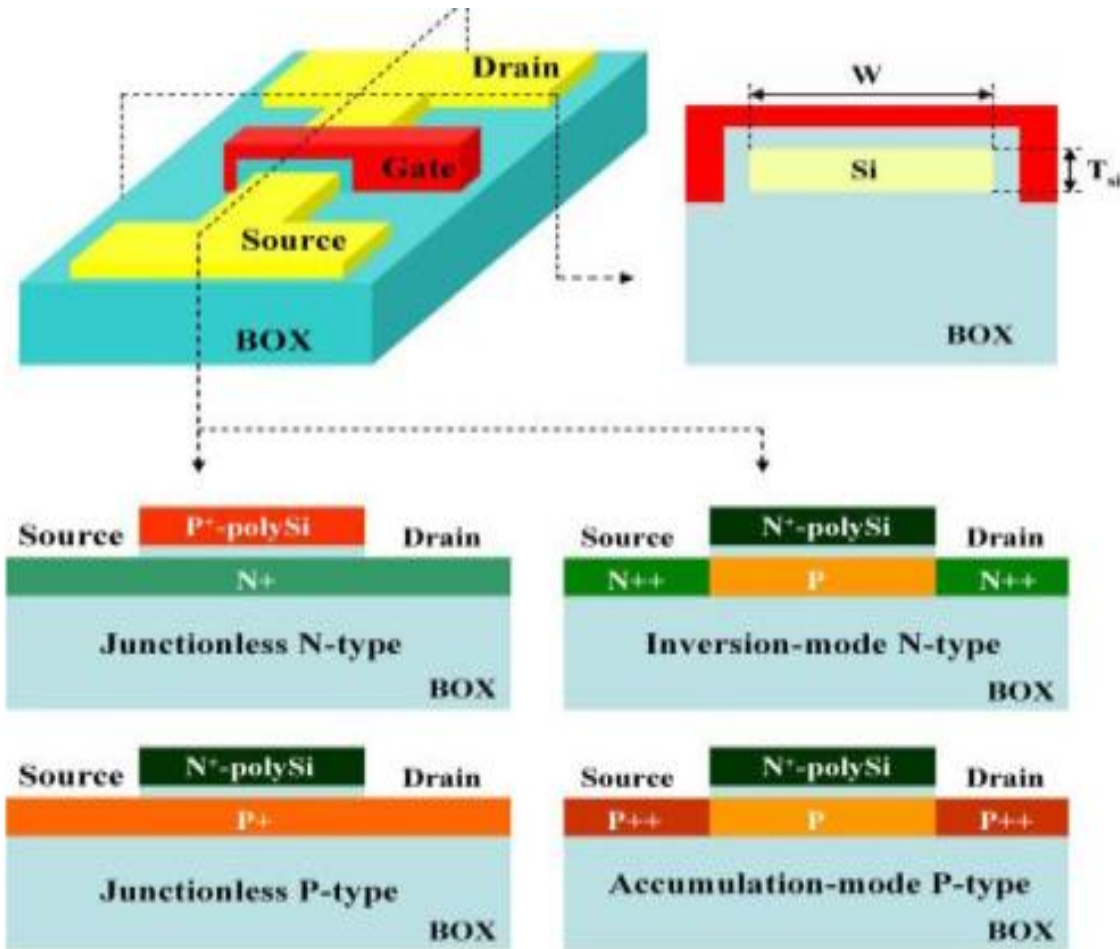 Drain
Gate
Source
BOX
W
Si
T_si
BOX
Source
P⁺-polySi
Drain
N+
Junctionless N-type
BOX
Source
N⁺-polySi
Drain
N++
P
N++
Inversion-mode N-type
BOX
Source
N⁺-polySi
Drain
P+
Junctionless P-type
BOX
Source
N⁺-polySi
Drain
P++
P
P++
Accumulation-mode P-type
BOX